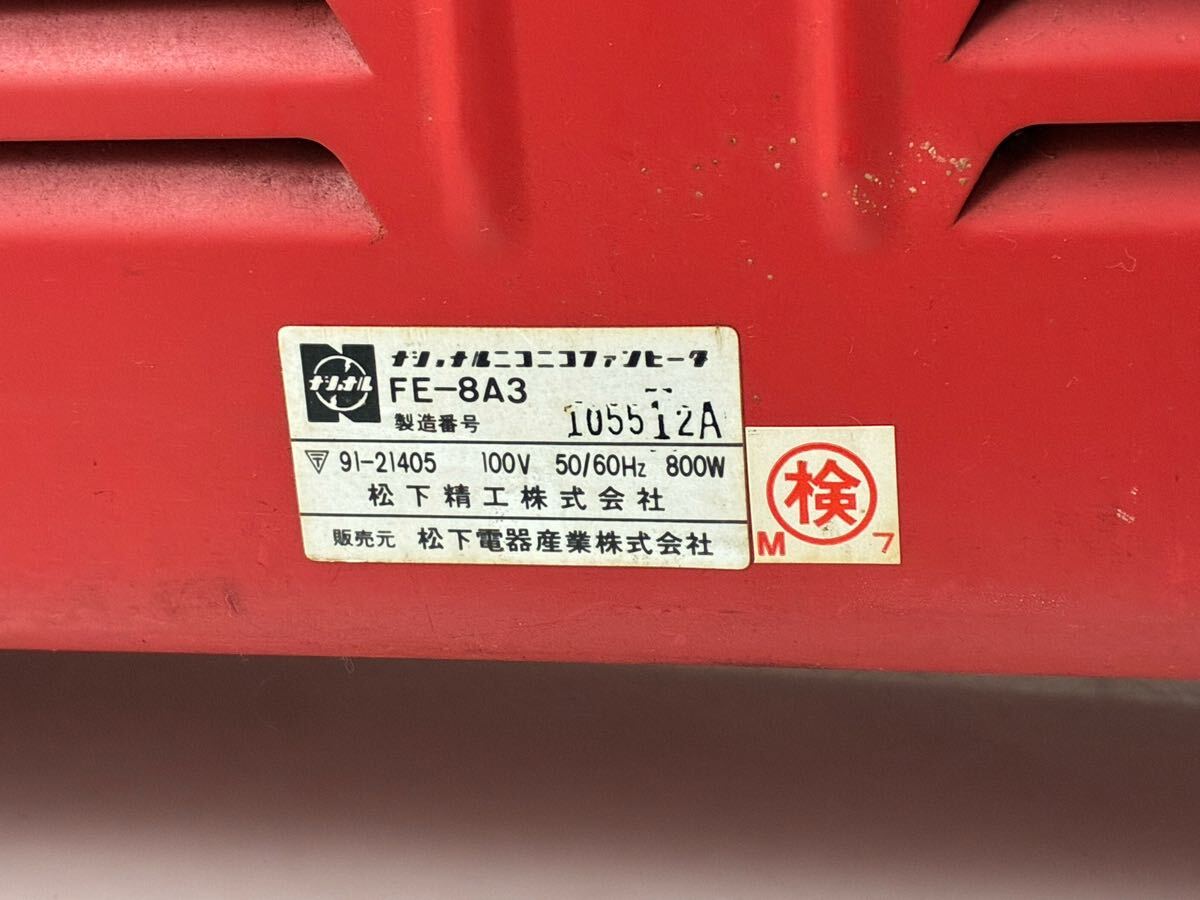 ナショナル
ナショナルニコニコファンヒータ
FE-8A3
製造番号 105512A
〒 91-21405 100V 50/60Hz 800W
松下精工株式会社
販売元 松下電器産業株式会社
検
M 7